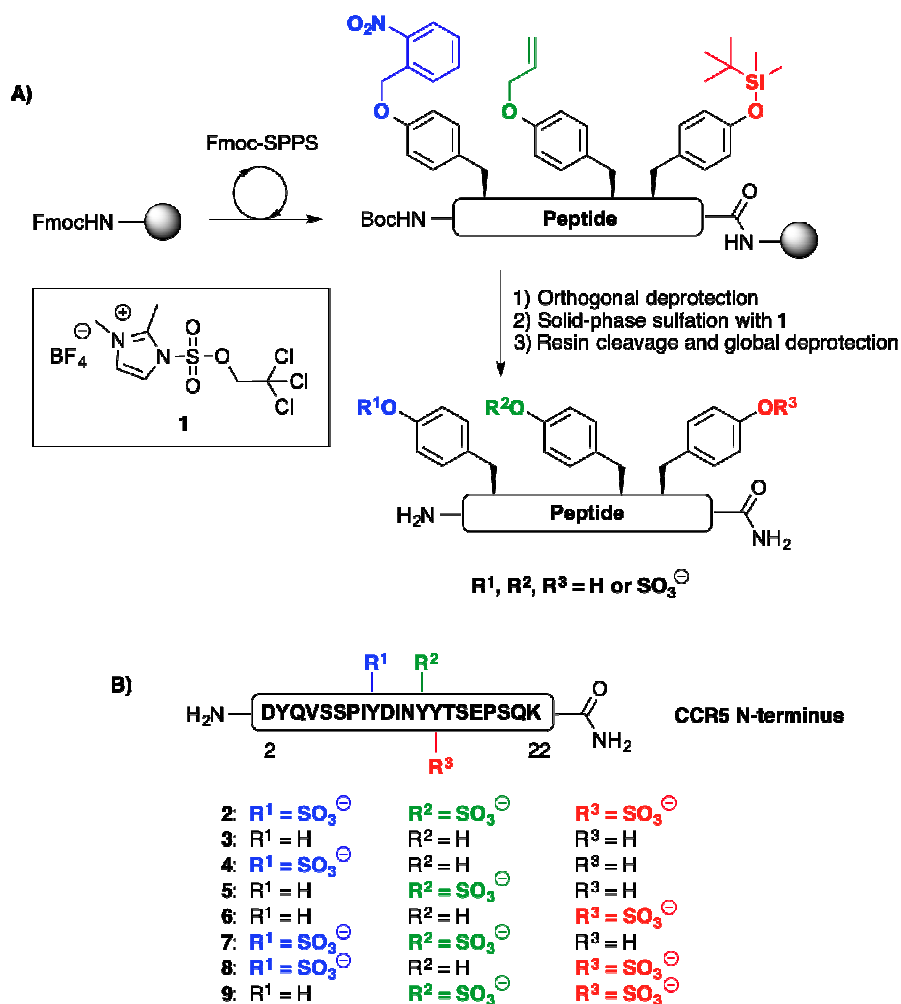 A)
O₂N
O
O
Si
O
Fmoc-SPPS
FmocHN
BocHN
Peptide
O
HN
1) Orthogonal deprotection
2) Solid-phase sulfation with 1
3) Resin cleavage and global deprotection
⊖
BF₄
N
⊕
N
O
S
O
O
Cl
Cl
Cl
1
R¹O
R²O
OR³
H₂N
Peptide
O
NH₂
R¹, R², R³ = H or SO₃⊖
B)
R¹
R²
H₂N
DYQVSSPIYDINYYTSEPSQK
O
NH₂
CCR5 N-terminus
2
22
R³
2: R¹ = SO₃⊖ R² = SO₃⊖ R³ = SO₃⊖
3: R¹ = H R² = H R³ = H
4: R¹ = SO₃⊖ R² = H R³ = H
5: R¹ = H R² = SO₃⊖ R³ = H
6: R¹ = H R² = H R³ = SO₃⊖
7: R¹ = SO₃⊖ R² = SO₃⊖ R³ = H
8: R¹ = SO₃⊖ R² = H R³ = SO₃⊖
9: R¹ = H R² = SO₃⊖ R³ = SO₃⊖